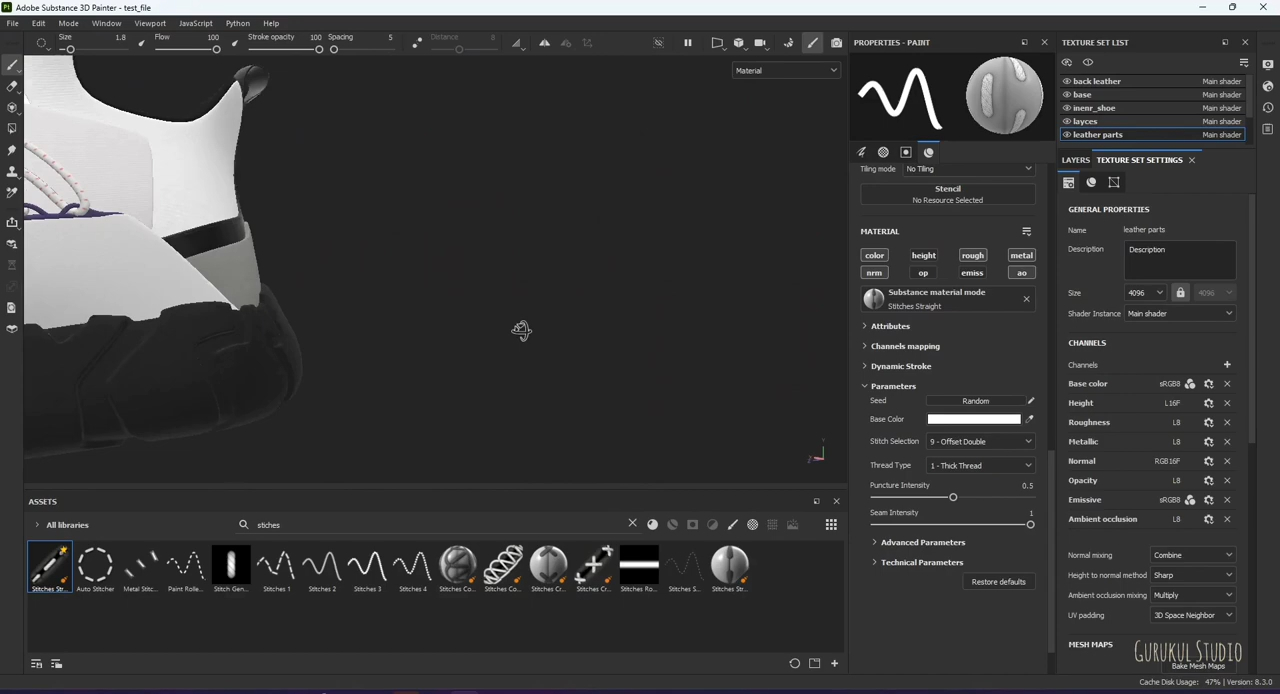 Adobe Substance 3D Painter - test_file
File Edit Mode Window Viewport JavaScript Python Help
Size 1.8 Flow 100 Stroke opacity 100 Spacing 5 Distance 8
Material
PROPERTIES - PAINT
Tiling mode No Tiling
Stencil
No Resource Selected
MATERIAL
color height rough metal
nrm op emiss ao
Substance material mode
Stitches Straight
Attributes
Channels mapping
Dynamic Stroke
Parameters
Seed Random
Base Color
Stitch Selection 9 - Offset Double
Thread Type 1 - Thick Thread
Puncture Intensity 0.5
Seam Intensity 1
Advanced Parameters
Technical Parameters
Restore defaults
TEXTURE SET LIST
back leather Main shader
base Main shader
inenr_shoe Main shader
layces Main shader
leather parts Main shader
LAYERS TEXTURE SET SETTINGS
GENERAL PROPERTIES
Name leather parts
Description Description
Size 4096 4096
Shader Instance Main shader
CHANNELS
Channels
Base color sRGB8
Height L16F
Roughness L8
Metallic L8
Normal RGB16F
Opacity L8
Emissive sRGB8
Ambient occlusion L8
Normal mixing Combine
Height to normal method Sharp
Ambient occlusion mixing Multiply
UV padding 3D Space Neighbor
MESH MAPS
Bake Mesh Maps
GURUKUL STUDIO
ASSETS
All libraries stiches
Stitches Str... Auto Stitcher Metal Stitc... Paint Rolle... Stitch Gen... Stitches 1 Stitches 2 Stitches 3 Stitches 4 Stitches Co... Stitches Co... Stitches Cr... Stitches Cr... Stitches Ro... Stitches S... Stitches Str...
Cache Disk Usage: 47% | Version: 8.3.0